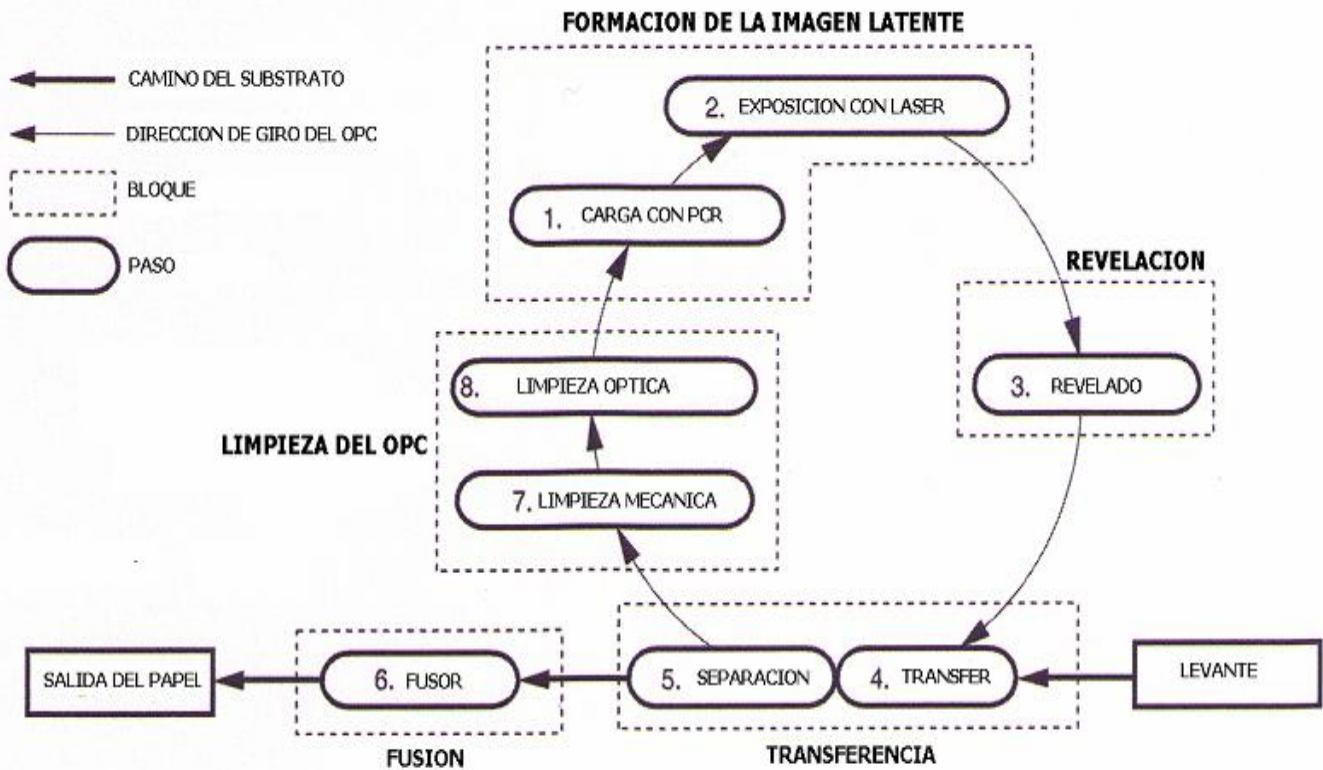 FORMACION DE LA IMAGEN LATENTE
CAMINO DEL SUBSTRATO
DIRECCION DE GIRO DEL OPC
BLOQUE
PASO
2. EXPOSICION CON LASER
1. CARGA CON PCR
REVELACION
3. REVELADO
8. LIMPIEZA OPTICA
LIMPIEZA DEL OPC
7. LIMPIEZA MECANICA
SALIDA DEL PAPEL
6. FUSOR
5. SEPARACION
4. TRANSFER
LEVANTE
FUSION
TRANSFERENCIA